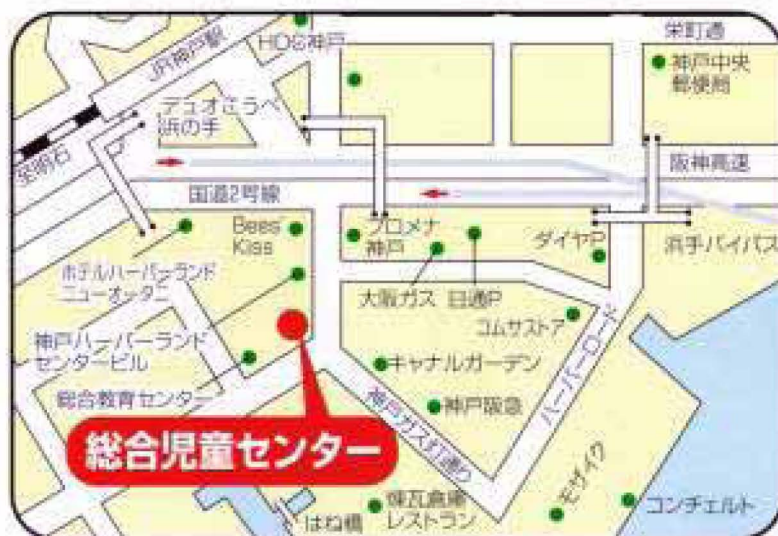 栄町通
HDC神戸
神戸中央
郵便局
JR神戸駅
デュオこうべ
浜の手
至明石
阪神高速
国道2号線
Bees'
Kiss
プロメナ
神戸
ダイヤP
浜手バイパス
ホテルハーバーランド
ニューオータニ
大阪ガス
日通P
コムサストア
神戸ハーバーランド
センタービル
キャナルガーデン
ハーバーロード
総合教育センター
神戸阪急
神戸ガス灯通り
総合児童センター
モザイク
コンチェルト
煉瓦倉庫
レストラン
はね橋